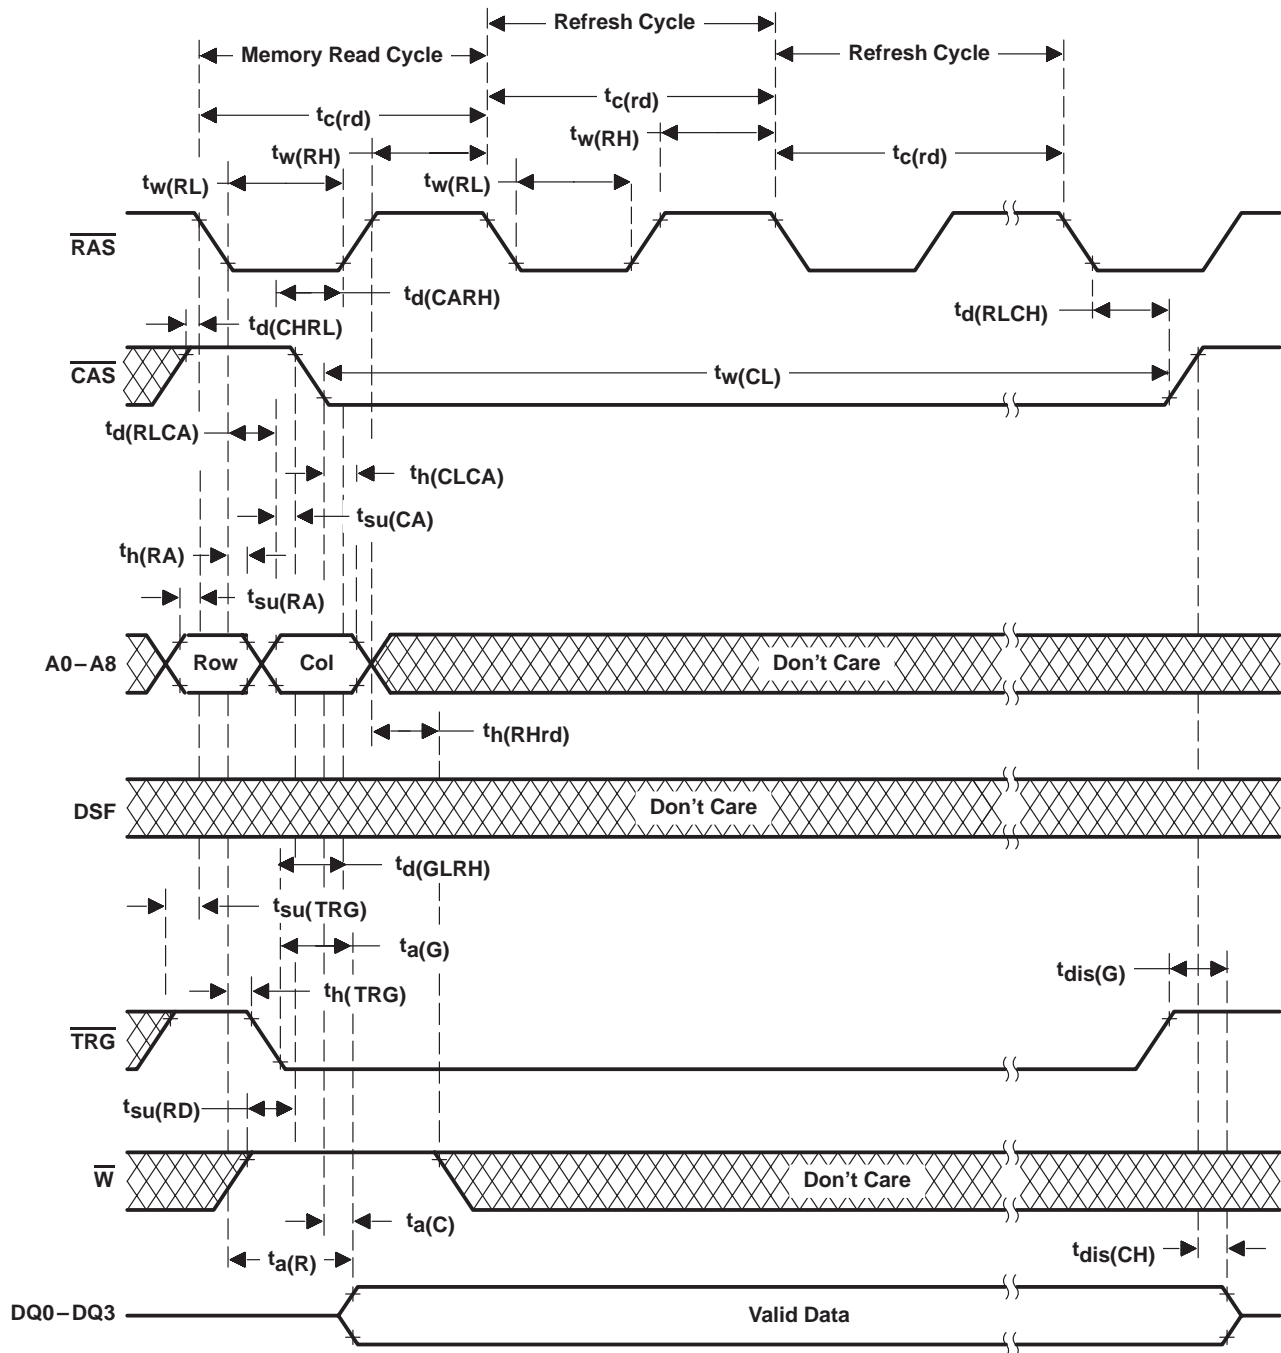 Refresh Cycle
Memory Read Cycle
Refresh Cycle
tc(rd)
tc(rd)
tw(RH)
tw(RH)
tc(rd)
tw(RL)
tw(RL)
RAS
td(CARH)
td(RLCH)
td(CHRL)
CAS
tw(CL)
td(RLCA)
th(CLCA)
tsu(CA)
th(RA)
tsu(RA)
A0–A8
Row
Col
Don't Care
th(RHrd)
DSF
Don't Care
td(GLRH)
tsu(TRG)
ta(G)
tdis(G)
th(TRG)
TRG
tsu(RD)
W
Don't Care
ta(C)
ta(R)
tdis(CH)
DQ0–DQ3
Valid Data